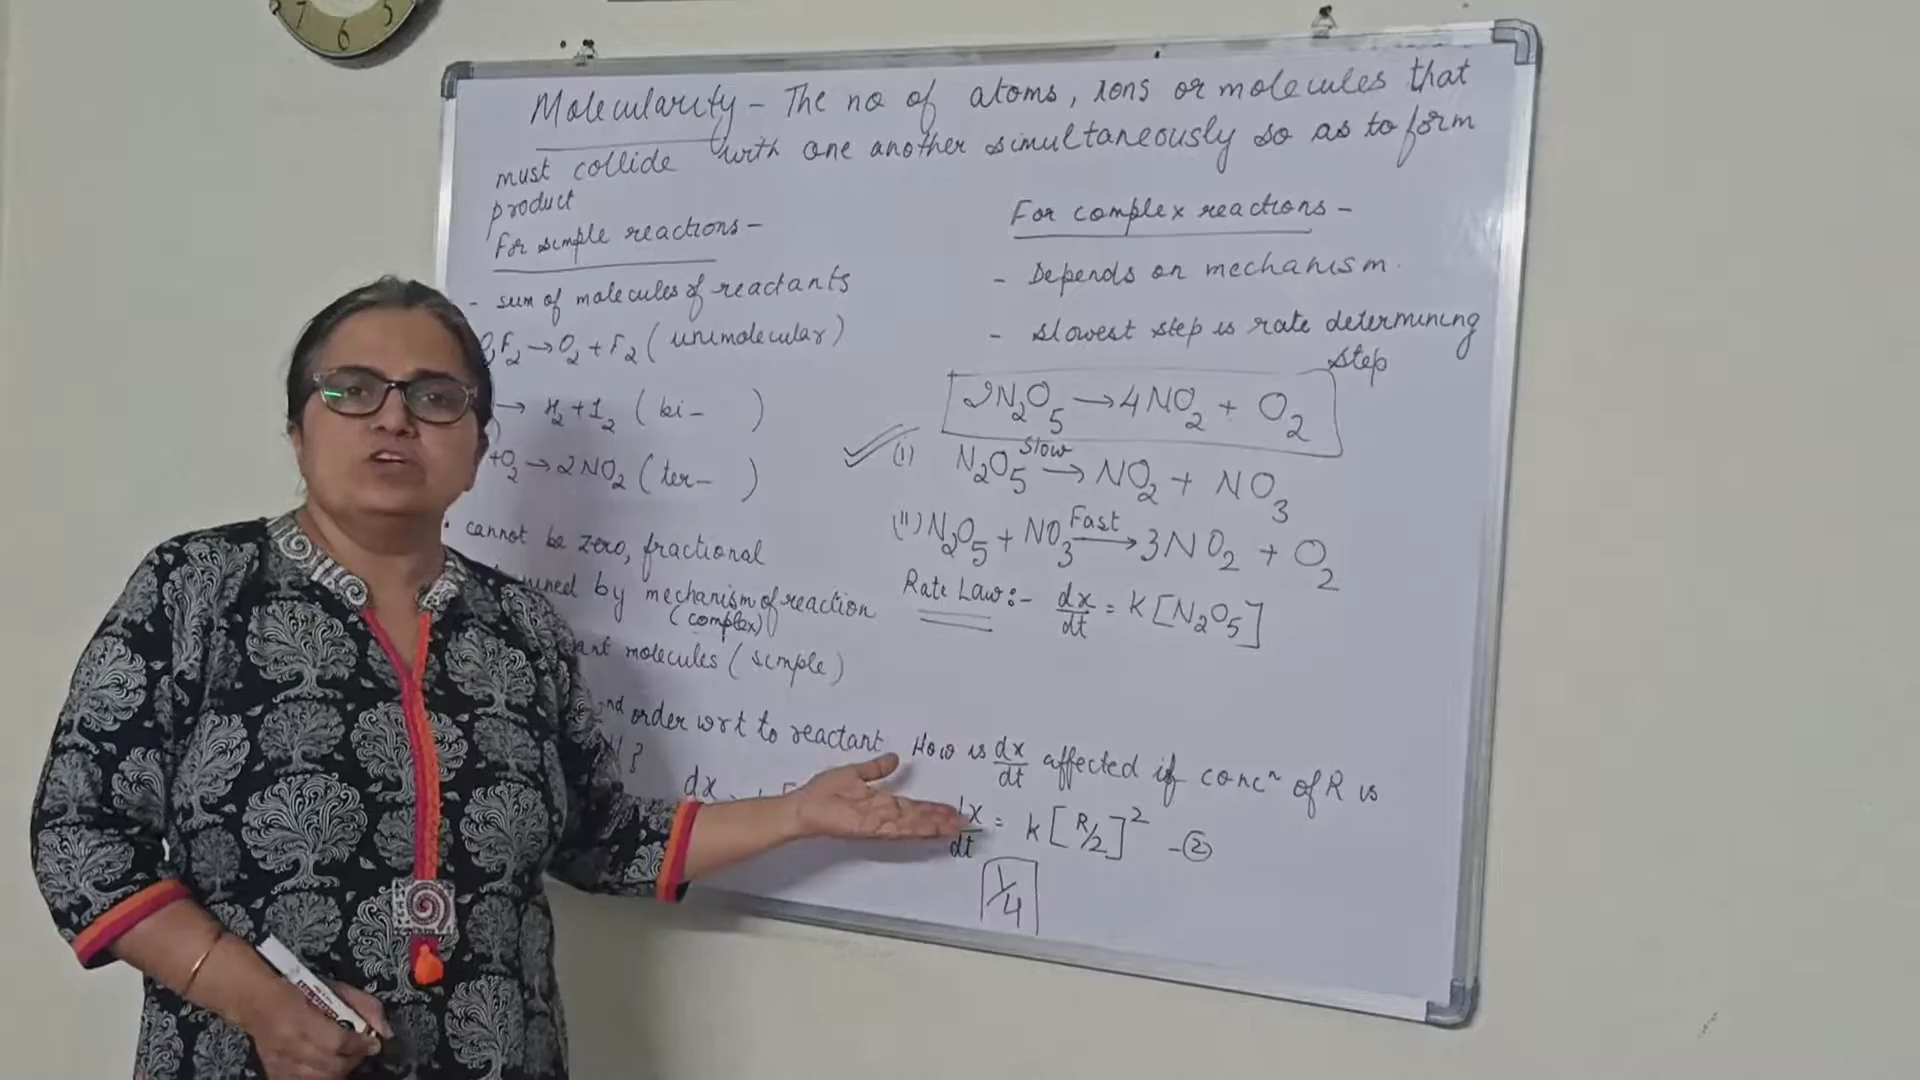 7 6 5
Molecularity - The no of atoms, ions or molecules that
must collide with one another simultaneously so as to form
product
For simple reactions -
- sum of molecules of reactants
F₂ → O₂ + F₂ (unimolecular)
→ H₂ + I₂ (bi- )
+O₂ → 2NO₂ (ter- )
• cannot be zero, fractional
by mechanism of reaction
(complex)
molecules (simple)
For complex reactions -
- Depends on mechanism.
- slowest step is rate determining
step
2N₂O₅ → 4NO₂ + O₂
(i) N₂O₅ Slow → NO₂ + NO₃
(ii) N₂O₅ + NO₃ Fast → 3NO₂ + O₂
Rate Law:- dx/dt = K[N₂O₅]
nd order wrt to reactant. How is dx/dt affected if concⁿ of R is
?
dx
dx/dt = k[R/2]² - ②
1/4